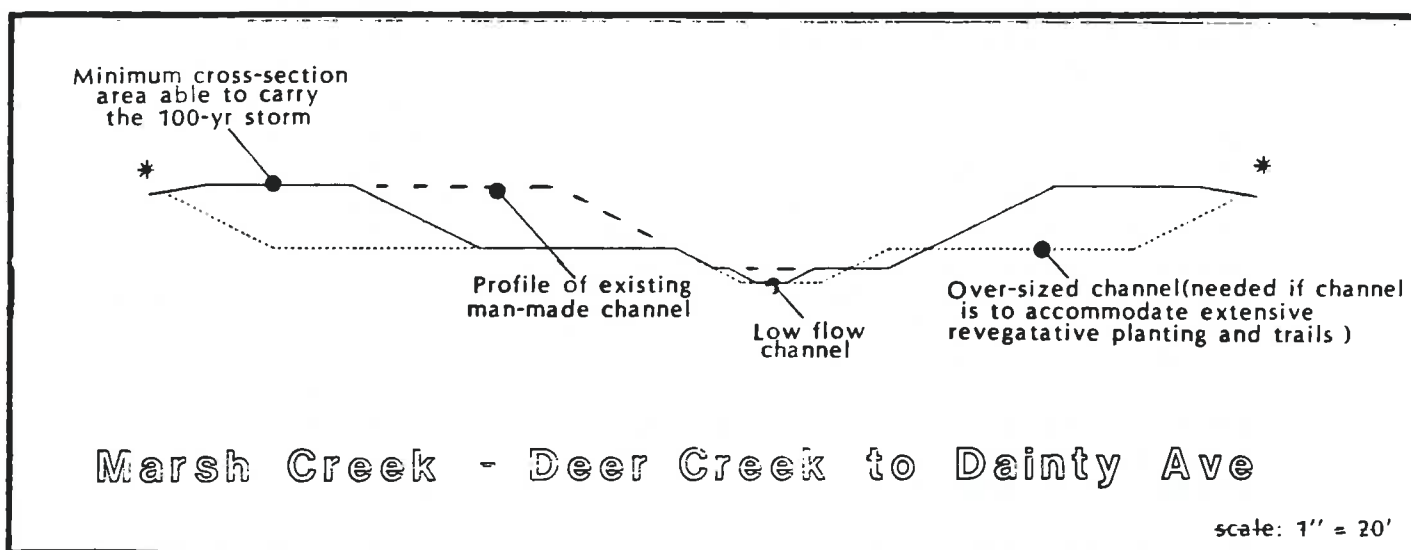 Minimum cross-section
area able to carry
the 100-yr storm
*
*
Profile of existing
man-made channel
Low flow
channel
Over-sized channel(needed if channel
is to accommodate extensive
revegatative planting and trails )
Marsh Creek - Deer Creek to Dainty Ave
scale: 1" = 20'